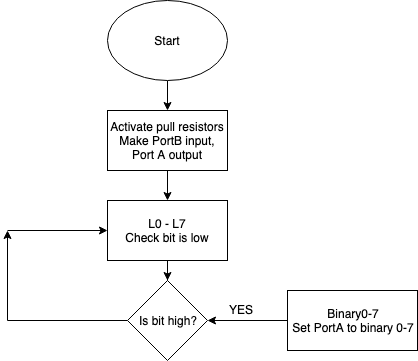 Start
Activate pull resistors
Make PortB input,
Port A output
L0 - L7
Check bit is low
Is bit high?
YES
Binary0-7
Set PortA to binary 0-7